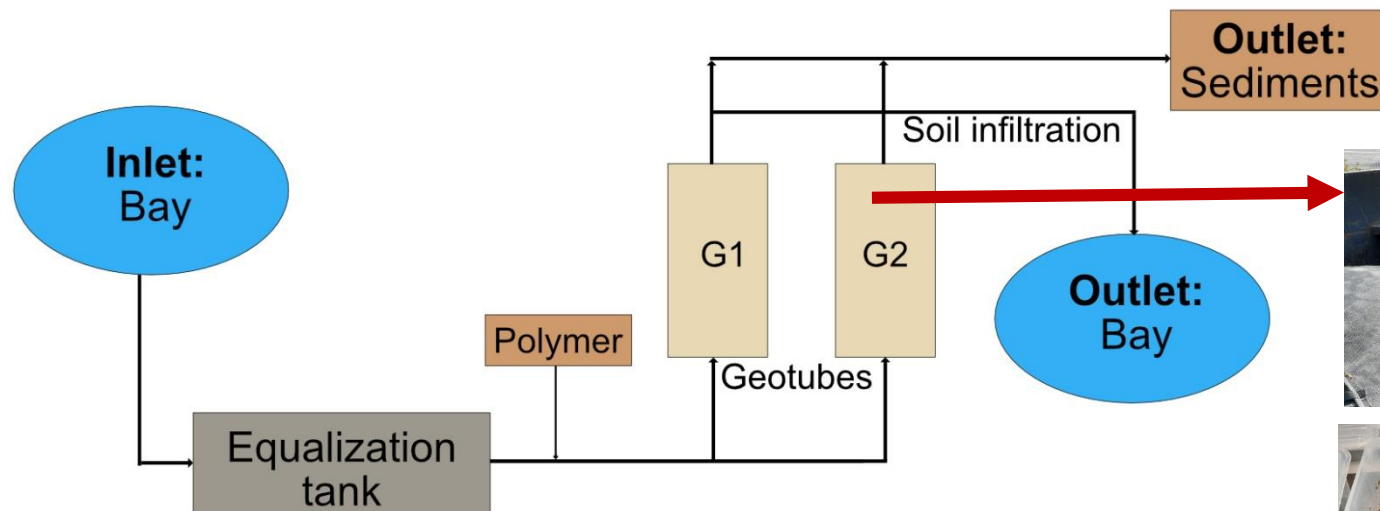 Outlet:
Sediments
Soil infiltration
Inlet:
Bay
G1
G2
Outlet:
Bay
Polymer
Geotubes
Equalization
tank